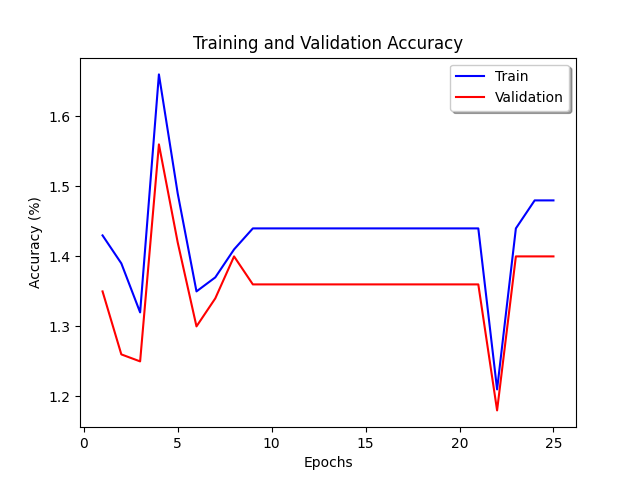 Training and Validation Accuracy
Train
Validation
Accuracy (%)
1.6
1.5
1.4
1.3
1.2
0
5
10
15
20
25
Epochs